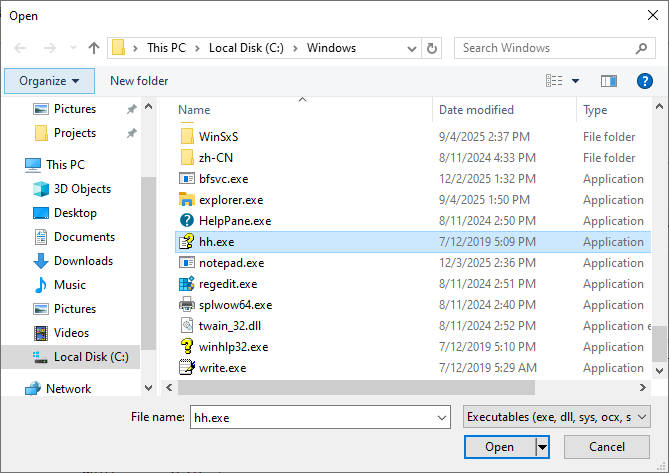 Open
This PC > Local Disk (C:) > Windows
Search Windows
Organize
New folder
Name Date modified Type
Pictures
Projects
This PC
3D Objects
Desktop
Documents
Downloads
Music
Pictures
Videos
Local Disk (C:)
Network
WinSxS 9/4/2025 2:37 PM File folder
zh-CN 8/11/2024 4:33 PM File folder
bfsvc.exe 12/2/2025 1:32 PM Application
explorer.exe 9/4/2025 1:50 PM Application
HelpPane.exe 8/11/2024 2:50 PM Application
hh.exe 7/12/2019 5:09 PM Application
notepad.exe 12/3/2025 2:36 PM Application
regedit.exe 8/11/2024 2:51 PM Application
splwow64.exe 8/11/2024 2:40 PM Application
twain_32.dll 8/11/2024 2:52 PM Application e
winhlp32.exe 7/12/2019 5:10 PM Application
write.exe 7/12/2019 5:29 AM Application
File name: hh.exe
Executables (exe, dll, sys, ocx, s
Open
Cancel